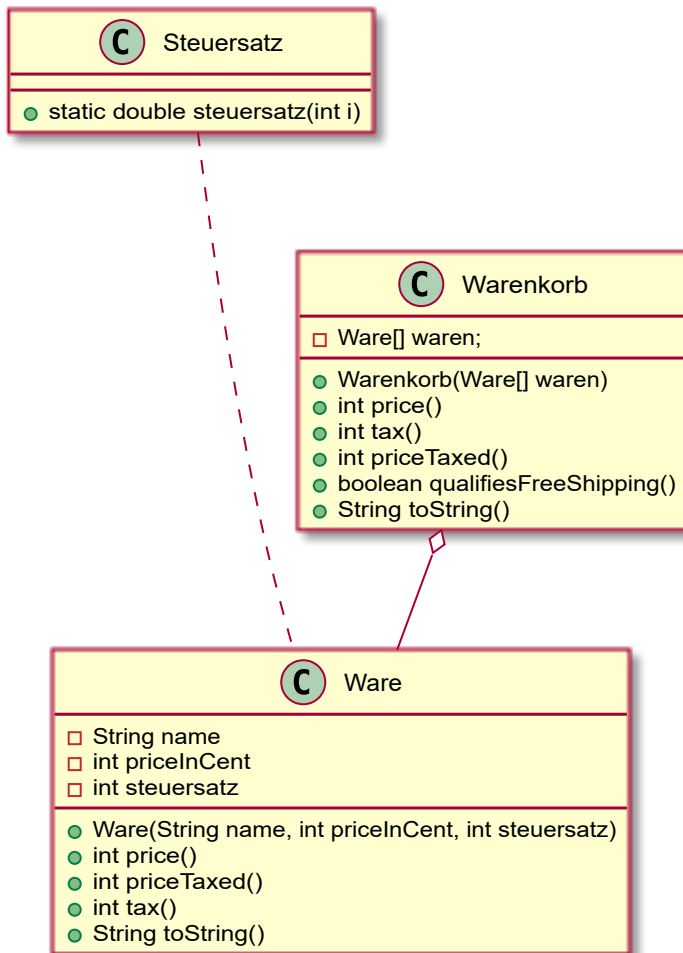 C Steuersatz
static double steuersatz(int i)
C Warenkorb
Ware[] waren;
Warenkorb(Ware[] waren)
int price()
int tax()
int priceTaxed()
boolean qualifiesFreeShipping()
String toString()
C Ware
String name
int priceInCent
int steuersatz
Ware(String name, int priceInCent, int steuersatz)
int price()
int priceTaxed()
int tax()
String toString()